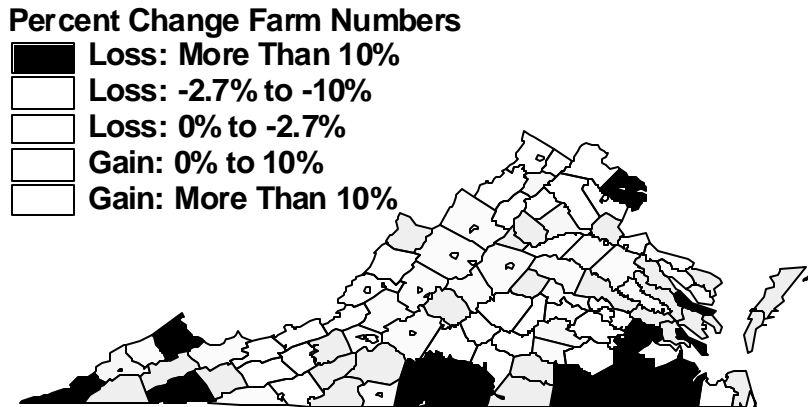 Percent Change Farm Numbers
Loss: More Than 10%
Loss: -2.7% to -10%
Loss: 0% to -2.7%
Gain: 0% to 10%
Gain: More Than 10%